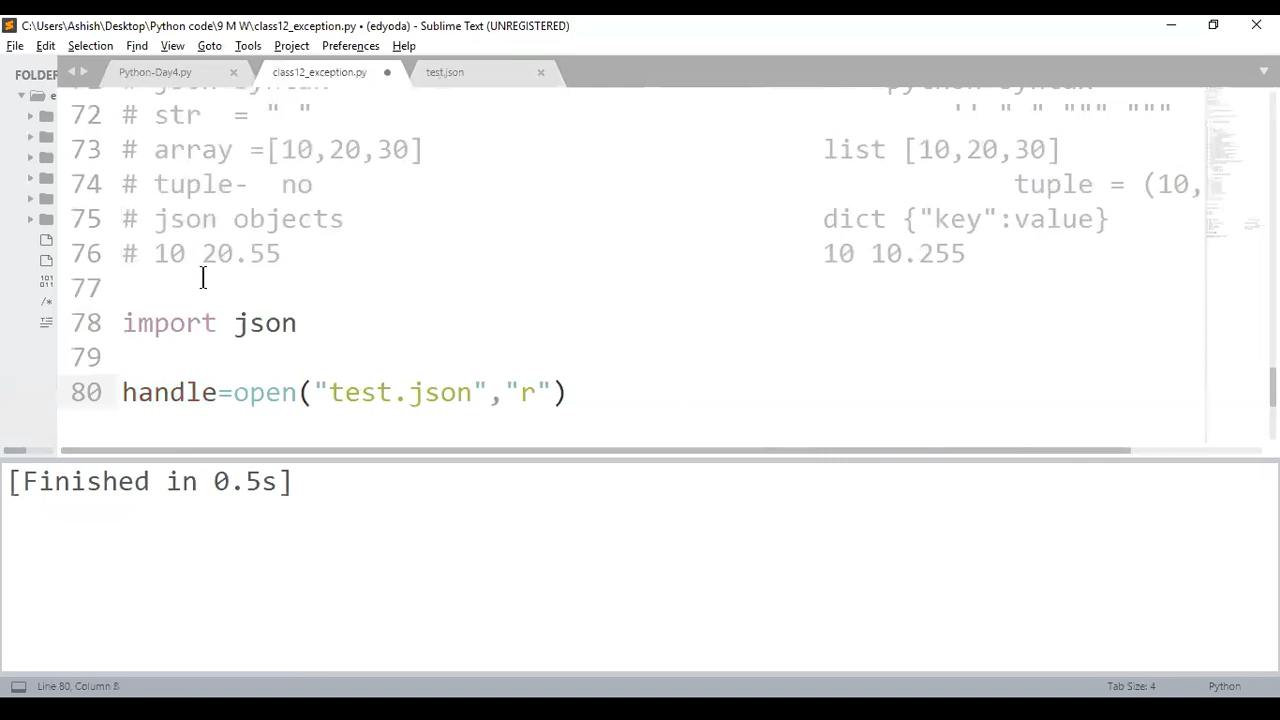 C:\Users\Ashish\Desktop\Python code\9 M W\class12_exception.py • (edyoda) - Sublime Text (UNREGISTERED)
File Edit Selection Find View Goto Tools Project Preferences Help
FOLDER Python-Day4.py class12_exception.py test.json
72 # str = " " '' " " """ """
73 # array =[10,20,30] list [10,20,30]
74 # tuple- no tuple = (10,
75 # json objects dict {"key":value}
76 # 10 20.55 10 10.255
77
78 import json
79
80 handle=open("test.json","r")
[Finished in 0.5s]
Line 80, Column 8 Tab Size: 4 Python